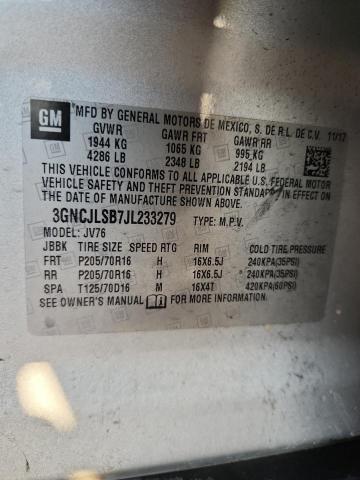 GM
MFD BY GENERAL MOTORS DE MEXICO, S. DE R.L. DE C.V. 11/17
GVWR GAWR FRT GAWR RR
1944 KG 1065 KG 995 KG
4286 LB 2348 LB 2194 LB
THIS VEHICLE CONFORMS TO ALL APPLICABLE U.S. FEDERAL
MOTOR VEHICLE SAFETY AND THEFT PREVENTION
STANDARDS IN EFFECT ON THE
DATE OF MANUFACTURE SHOWN ABOVE.
3GNCJLSB7JL233279 TYPE: M.P.V.
MODEL: JV76
JBBK TIRE SIZE SPEED RTG RIM COLD TIRE PRESSURE
FRT P205/70R16 H 16X6.5J 240KPA(35PSI)
RR P205/70R16 H 16X6.5J 240KPA(35PSI)
SPA T125/70D16 M 16X4T 420KPA(60PSI)
SEE OWNER'S MANUAL FOR MORE INFORMATION.